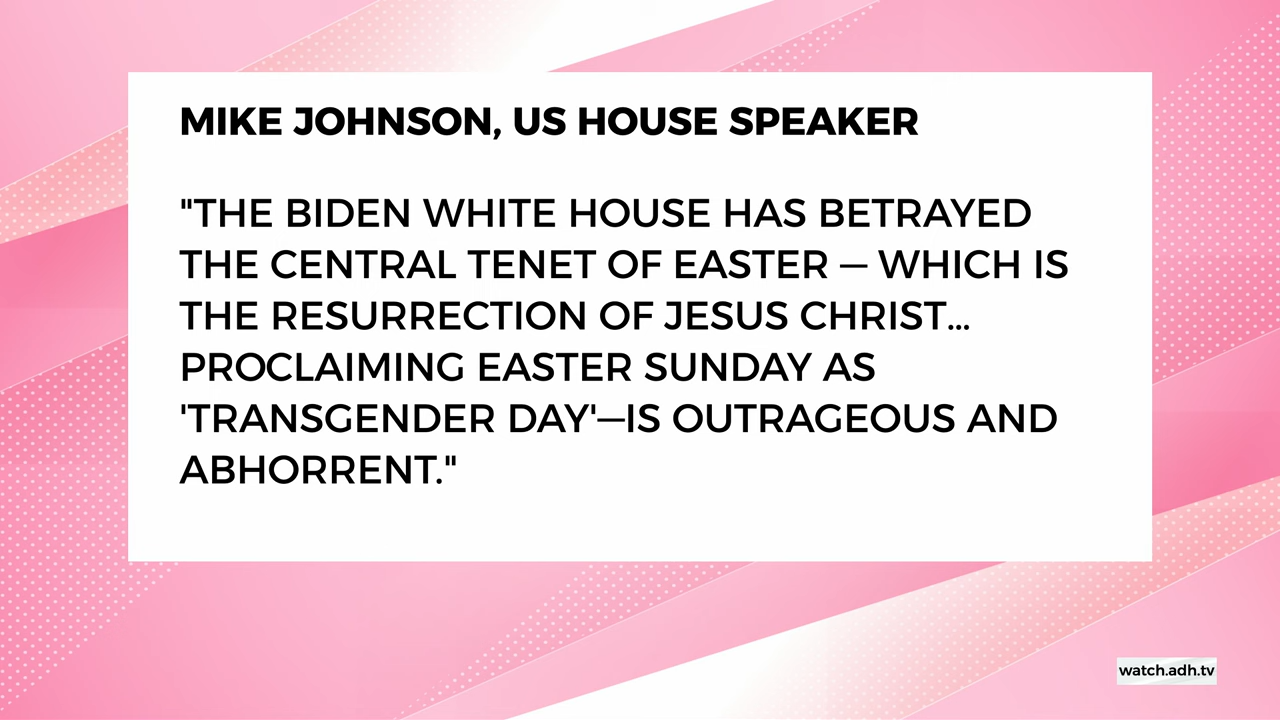 MIKE JOHNSON, US HOUSE SPEAKER
"THE BIDEN WHITE HOUSE HAS BETRAYED
THE CENTRAL TENET OF EASTER — WHICH IS
THE RESURRECTION OF JESUS CHRIST...
PROCLAIMING EASTER SUNDAY AS
'TRANSGENDER DAY'—IS OUTRAGEOUS AND
ABHORRENT."
watch.adh.tv